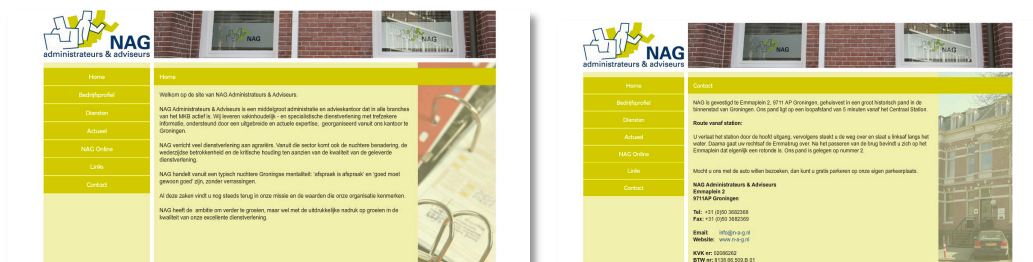 NAG
administrateurs & adviseurs
NAG
NAG
Home
Bedrijfsprofiel
Diensten
Actueel
NAG Online
Links
Contact
Home
Welkom op de site van NAG Administrateurs & Adviseurs.
NAG Administrateurs & Adviseurs is een middelgroot administratie en advieskantoor dat in alle branches
van het MKB actief is. Wij leveren vakinhoudelijk - en specialistische dienstverlening met trefzekere
informatie, ondersteund door een uitgebreide en actuele expertise, georganiseerd vanuit ons kantoor te
Groningen.
NAG verricht veel dienstverlening aan agrariërs. Vanuit die sector komt ook de nuchtere benadering, de
wederzijdse betrokkenheid en de kritische houding ten aanzien van de kwaliteit van de geleverde
dienstverlening.
NAG handelt vanuit een typisch nuchtere Groningse mentaliteit: 'afspraak is afspraak' en 'goed moet
gewoon goed' zijn, zonder verrassingen.
Al deze zaken vindt u nog steeds terug in onze missie en de waarden die onze organisatie kenmerken.
NAG heeft de ambitie om verder te groeien, maar wel met de uitdrukkelijke nadruk op groeien in de
kwaliteit van onze excellente dienstverlening.
NAG
administrateurs & adviseurs
NAG
NAG
Home
Bedrijfsprofiel
Diensten
Actueel
NAG Online
Links
Contact
Contact
NAG is gevestigd te Emmaplein 2, 9711 AP Groningen, gehuisvest in een groot historisch pand in de
binnenstad van Groningen. Ons pand ligt op een loopafstand van 5 minuten vanaf het Centraal Station.
Route vanaf station:
U verlaat het station door de hoofd uitgang, vervolgens steekt u de weg over en slaat u linksaf langs het
water. Daarna gaat uw rechtsaf de Emmabrug over. Na het passeren van de brug bevindt u zich op het
Emmaplein dat eigenlijk een rotonde is. Ons pand is gelegen op nummer 2.
Mocht u ons met de auto willen bezoeken, dan kunt u gratis parkeren op onze eigen parkeerplaats.
NAG Administrateurs & Adviseurs
Emmaplein 2
9711AP Groningen
Tel: +31 (0)50 3682368
Fax: +31 (0)50 3682369
Email: info@n-a-g.nl
Website: www.n-a-g.nl
KVK nr: 02086262
BTW nr: 8138.66.509.B.01